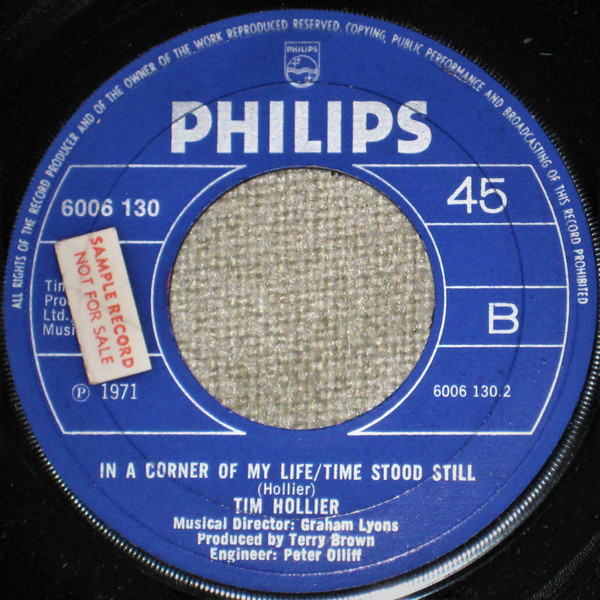 ALL RIGHTS OF THE RECORD PRODUCER AND OF THE OWNER OF THE WORK REPRODUCED RESERVED. COPYING, PUBLIC PERFORMANCE AND BROADCASTING OF THIS RECORD PROHIBITED
PHILIPS
PHILIPS
6006 130
45
SAMPLE RECORD
NOT FOR SALE
Ltd.
B
℗ 1971
6006 130.2
IN A CORNER OF MY LIFE/TIME STOOD STILL
(Hollier)
TIM HOLLIER
Musical Director: Graham Lyons
Produced by Terry Brown
Engineer: Peter Olliff